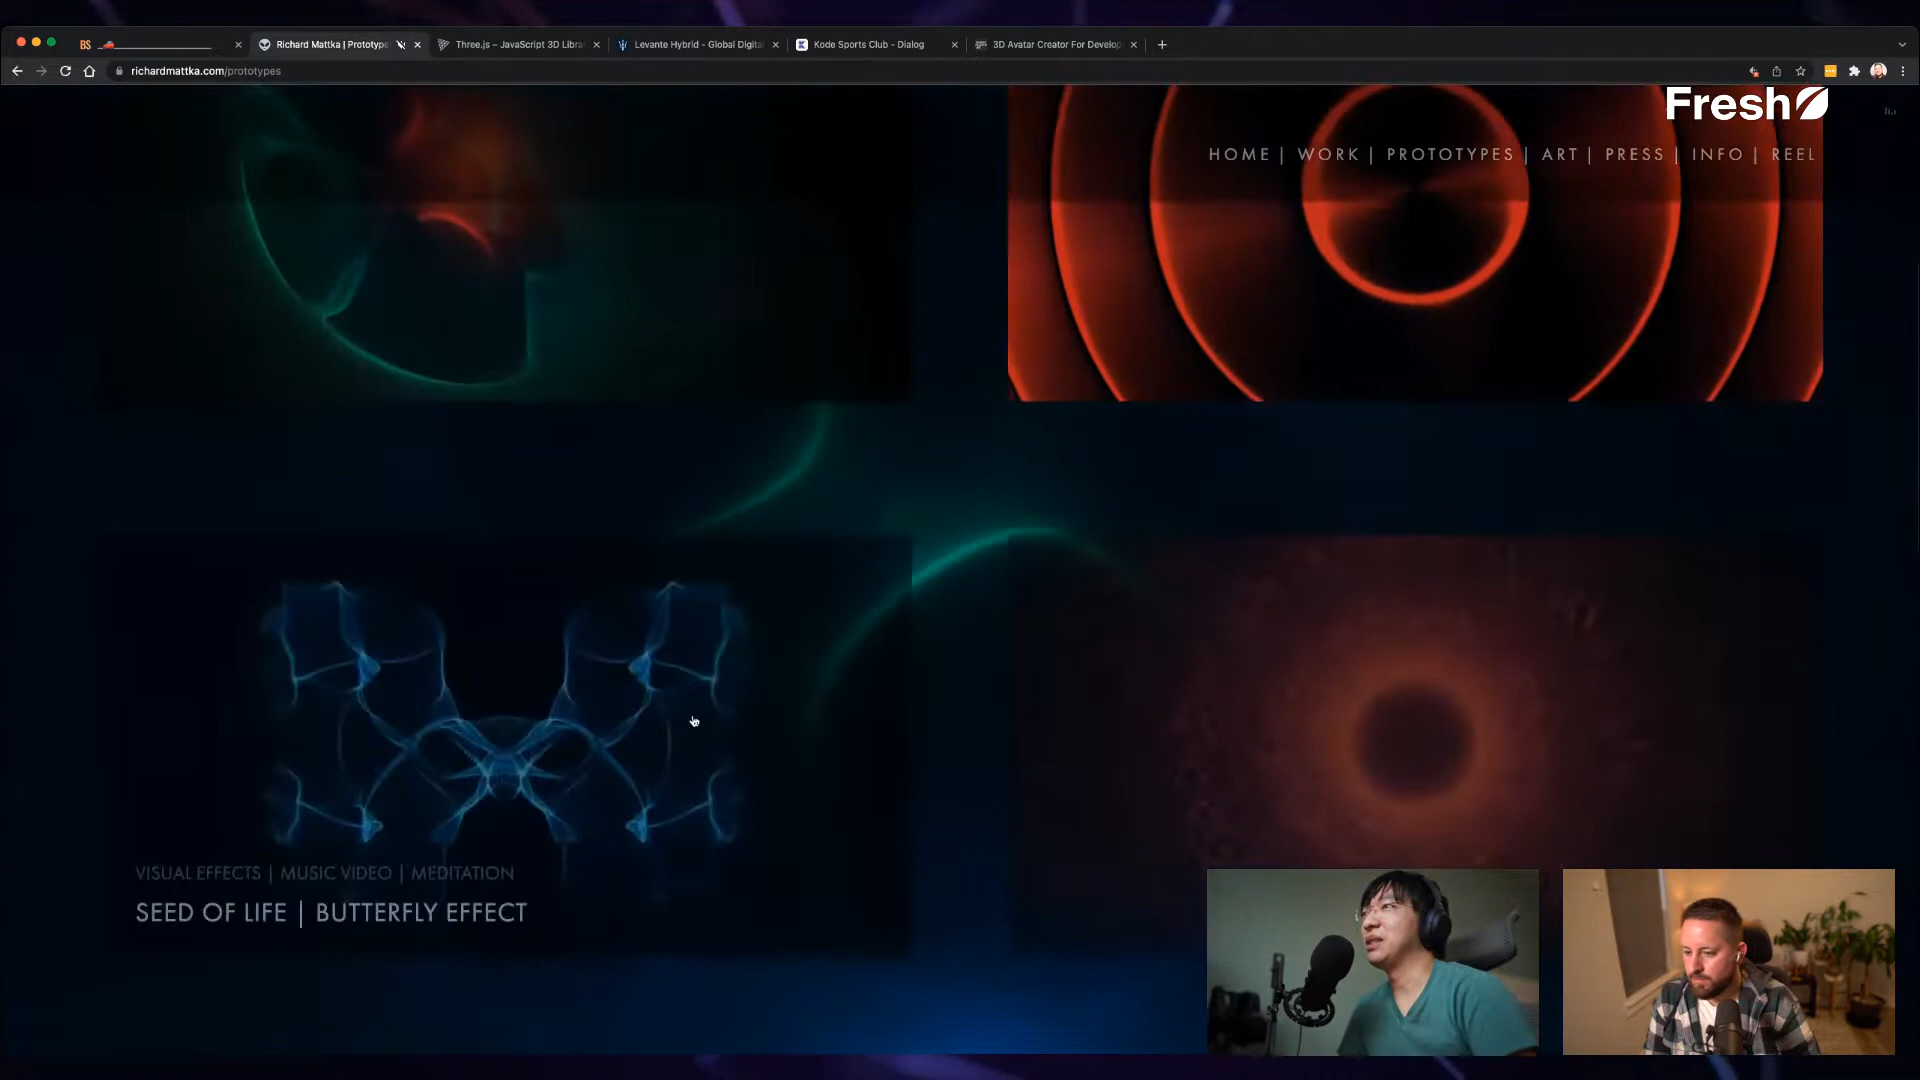 BS
Richard Mattka | Prototype
Three.js – JavaScript 3D Libra
Levante Hybrid - Global Digital
Kode Sports Club - Dialog
3D Avatar Creator For Develop
richardmattka.com/prototypes
Fresh
HOME | WORK | PROTOTYPES | ART | PRESS | INFO | REEL
VISUAL EFFECTS | MUSIC VIDEO | MEDITATION
SEED OF LIFE | BUTTERFLY EFFECT